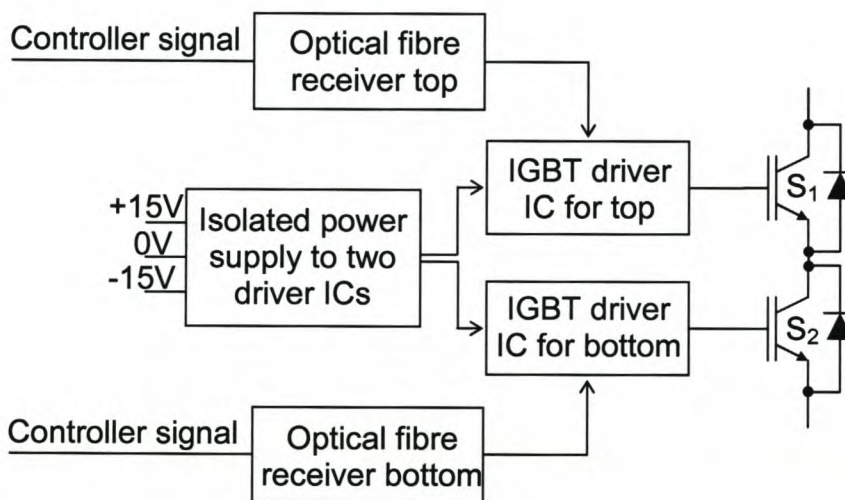 Controller signal
Optical fibre
receiver top
IGBT driver
IC for top
S1
+15V
0V
-15V
Isolated power
supply to two
driver ICs
IGBT driver
IC for bottom
S2
Controller signal
Optical fibre
receiver bottom